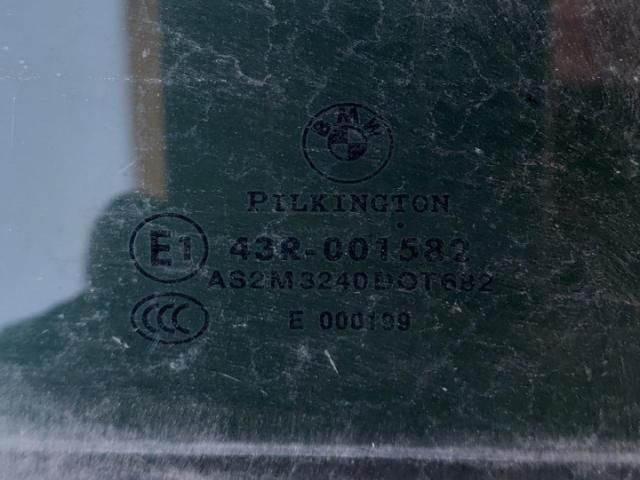 BMW
PILKINGTON
E1 43R-001582
AS2M3240DOT682
CCC E 000199